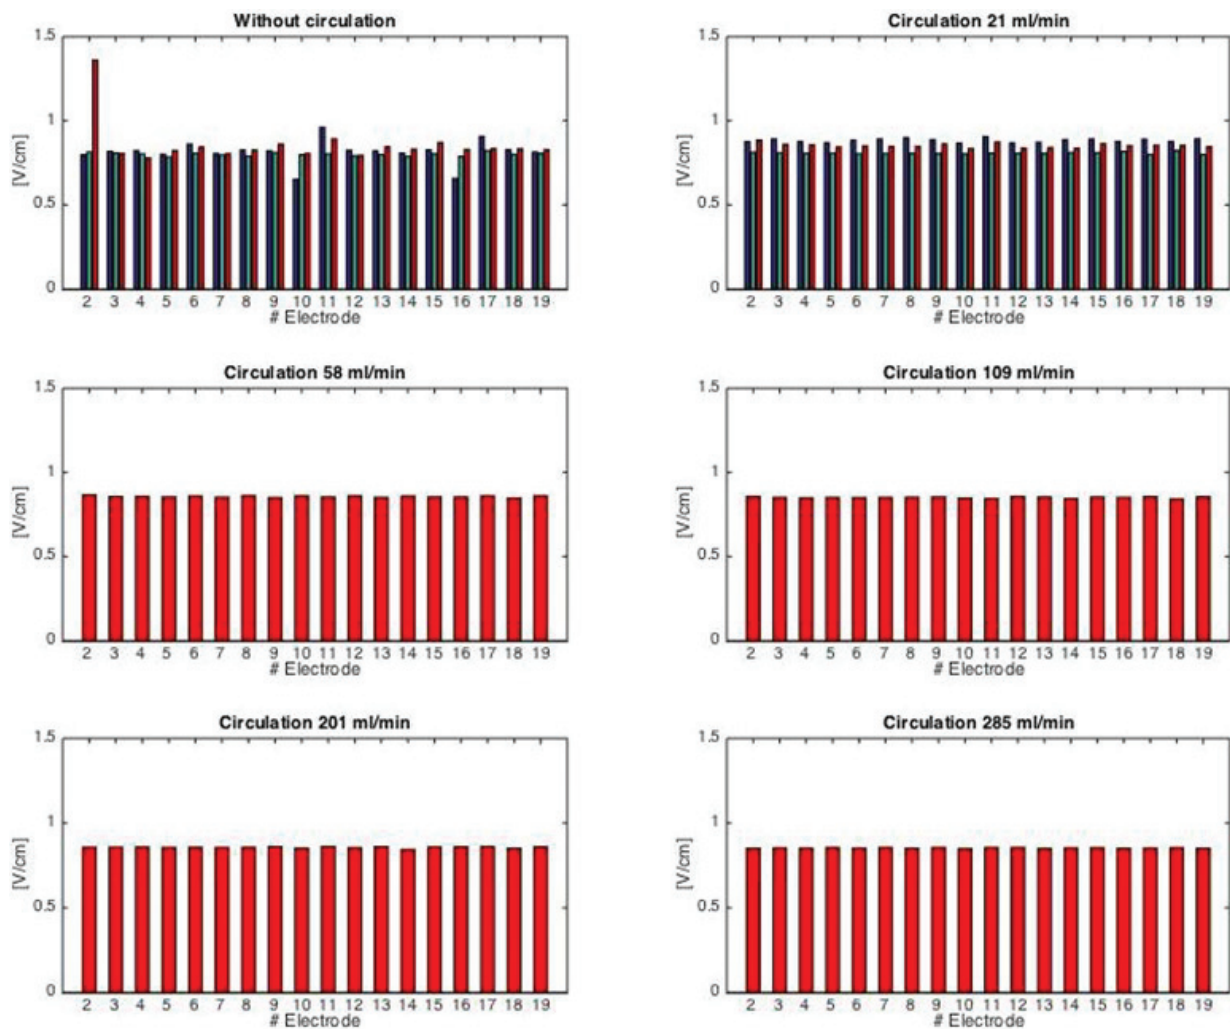 Without circulation
1.5
1
0.5
0
[V/cm]
2 3 4 5 6 7 8 9 10 11 12 13 14 15 16 17 18 19
# Electrode
Circulation 21 ml/min
1.5
1
0.5
0
[V/cm]
2 3 4 5 6 7 8 9 10 11 12 13 14 15 16 17 18 19
# Electrode
Circulation 58 ml/min
1.5
1
0.5
0
[V/cm]
2 3 4 5 6 7 8 9 10 11 12 13 14 15 16 17 18 19
# Electrode
Circulation 109 ml/min
1.5
1
0.5
0
[V/cm]
2 3 4 5 6 7 8 9 10 11 12 13 14 15 16 17 18 19
# Electrode
Circulation 201 ml/min
1.5
1
0.5
0
[V/cm]
2 3 4 5 6 7 8 9 10 11 12 13 14 15 16 17 18 19
# Electrode
Circulation 285 ml/min
1.5
1
0.5
0
[V/cm]
2 3 4 5 6 7 8 9 10 11 12 13 14 15 16 17 18 19
# Electrode